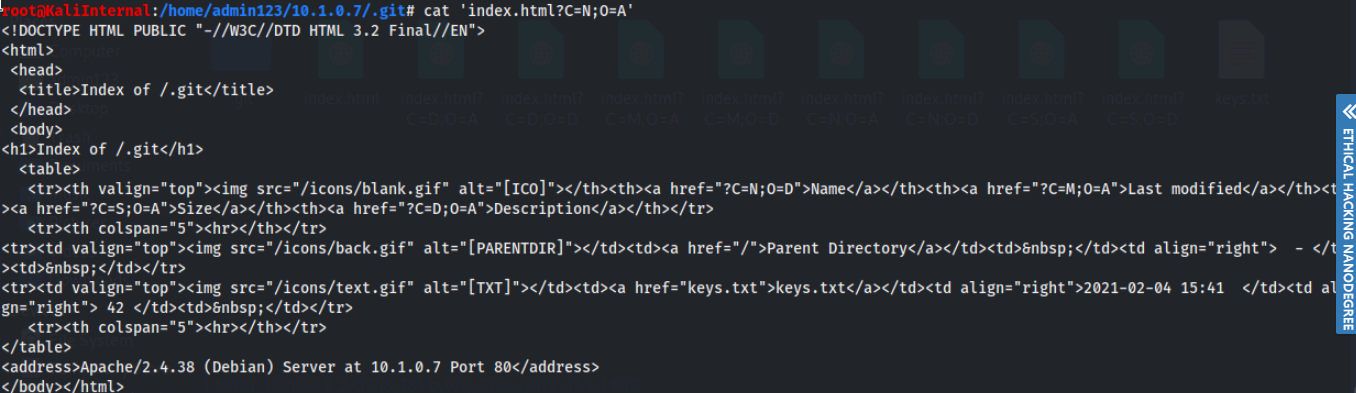 root@KaliInternal:/home/admin123/10.1.0.7/.git# cat 'index.html?C=N;O=A'
<!DOCTYPE HTML PUBLIC "-//W3C//DTD HTML 3.2 Final//EN">
<html>
 <head>
  <title>Index of /.git</title>
 </head>
 <body>
<h1>Index of /.git</h1>
  <table>
   <tr><th valign="top"><img src="/icons/blank.gif" alt="[ICO]"></th><th><a href="?C=N;O=D">Name</a></th><th><a href="?C=M;O=A">Last modified</a></th><t
><a href="?C=S;O=A">Size</a></th><th><a href="?C=D;O=A">Description</a></th></tr>
   <tr><th colspan="5"><hr></th></tr>
<tr><td valign="top"><img src="/icons/back.gif" alt="[PARENTDIR]"></td><td><a href="/">Parent Directory</a></td><td>&nbsp;</td><td align="right">  - </t
><td>&nbsp;</td></tr>
<tr><td valign="top"><img src="/icons/text.gif" alt="[TXT]"></td><td><a href="keys.txt">keys.txt</a></td><td align="right">2021-02-04 15:41  </td><td al
gn="right"> 42 </td><td>&nbsp;</td></tr>
   <tr><th colspan="5"><hr></th></tr>
</table>
<address>Apache/2.4.38 (Debian) Server at 10.1.0.7 Port 80</address>
</body></html>
ETHICAL HACKING NANODEGREE
index.html
index.html?
C=D;O=A
index.html?
C=D;O=D
index.html?
C=M;O=A
index.html?
C=M;O=D
index.html?
C=N;O=A
index.html?
C=N;O=D
index.html?
C=S;O=A
index.html?
C=S;O=D
keys.txt